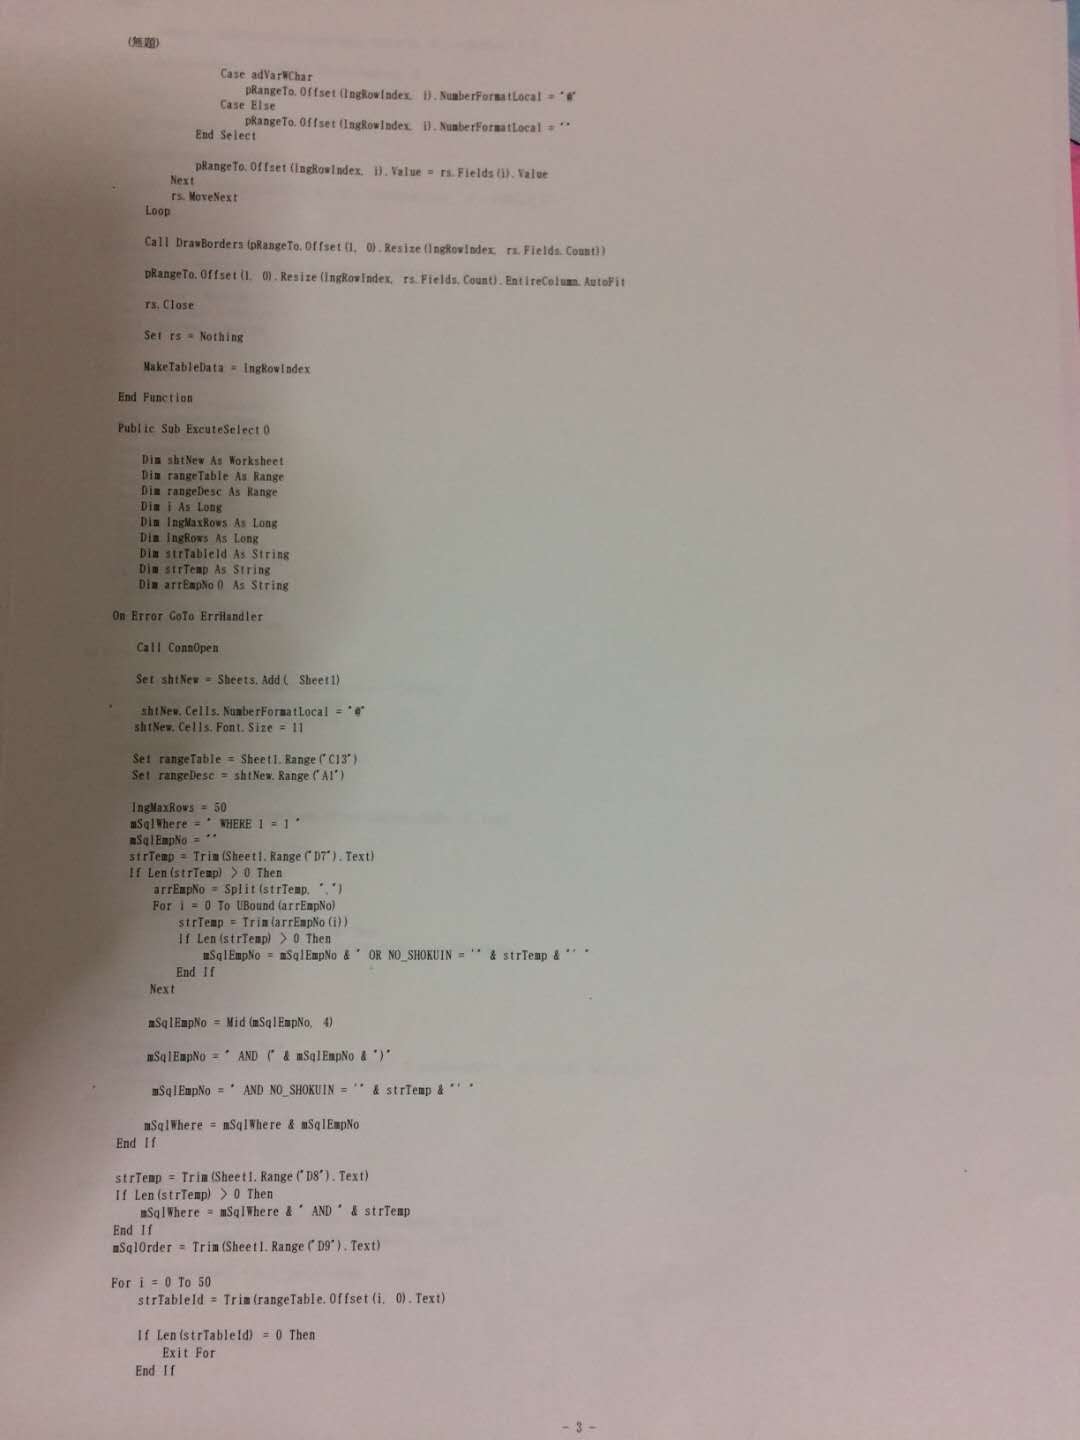 (無題)
Case adVarWChar
pRangeTo.Offset(lngRowIndex, i).NumberFormatLocal = "@"
Case Else
pRangeTo.Offset(lngRowIndex, i).NumberFormatLocal = ""
End Select
pRangeTo.Offset(lngRowIndex, i).Value = rs.Fields(i).Value
Next
rs.MoveNext
Loop
Call DrawBorders(pRangeTo.Offset(1, 0).Resize(lngRowIndex, rs.Fields.Count))
pRangeTo.Offset(1, 0).Resize(lngRowIndex, rs.Fields.Count).EntireColumn.AutoFit
rs.Close
Set rs = Nothing
MakeTableData = lngRowIndex
End Function
Public Sub ExcuteSelect()
Dim shtNew As Worksheet
Dim rangeTable As Range
Dim rangeDesc As Range
Dim i As Long
Dim lngMaxRows As Long
Dim lngRows As Long
Dim strTableId As String
Dim strTemp As String
Dim arrEmpNo() As String
On Error GoTo ErrHandler
Call ConnOpen
Set shtNew = Sheets.Add(, Sheet1)
shtNew.Cells.NumberFormatLocal = "@"
shtNew.Cells.Font.Size = 11
Set rangeTable = Sheet1.Range("C13")
Set rangeDesc = shtNew.Range("A1")
lngMaxRows = 50
mSqlWhere = " WHERE 1 = 1 "
mSqlEmpNo = ""
strTemp = Trim(Sheet1.Range("D7").Text)
If Len(strTemp) > 0 Then
arrEmpNo = Split(strTemp, ",")
For i = 0 To UBound(arrEmpNo)
strTemp = Trim(arrEmpNo(i))
If Len(strTemp) > 0 Then
mSqlEmpNo = mSqlEmpNo & " OR NO_SHOKUIN = '" & strTemp & "' "
End If
Next
mSqlEmpNo = Mid(mSqlEmpNo, 4)
mSqlEmpNo = " AND (" & mSqlEmpNo & ")"
mSqlEmpNo = " AND NO_SHOKUIN = '" & strTemp & "' "
mSqlWhere = mSqlWhere & mSqlEmpNo
End If
strTemp = Trim(Sheet1.Range("D8").Text)
If Len(strTemp) > 0 Then
mSqlWhere = mSqlWhere & " AND " & strTemp
End If
mSqlOrder = Trim(Sheet1.Range("D9").Text)
For i = 0 To 50
strTableId = Trim(rangeTable.Offset(i, 0).Text)
If Len(strTableId) = 0 Then
Exit For
End If
- 3 -